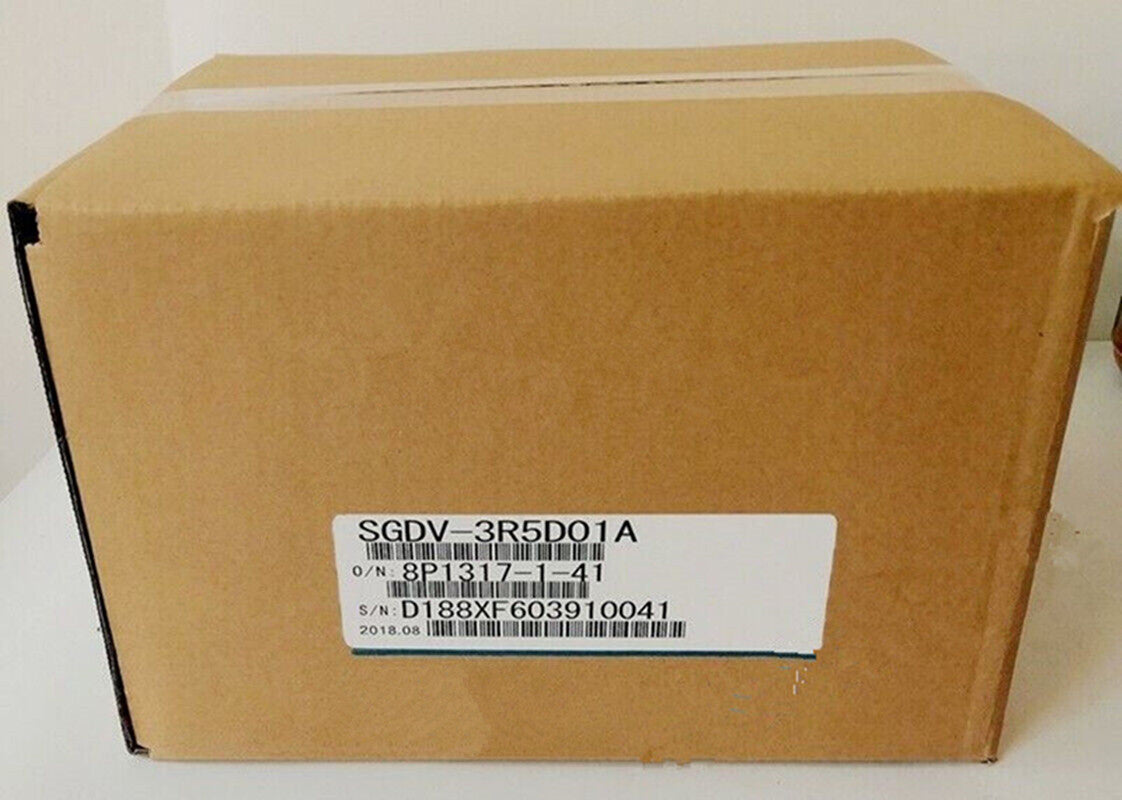 SGDV-3R5D01A
O/N: 8P1317-1-41
S/N: D188XF603910041
2018.08